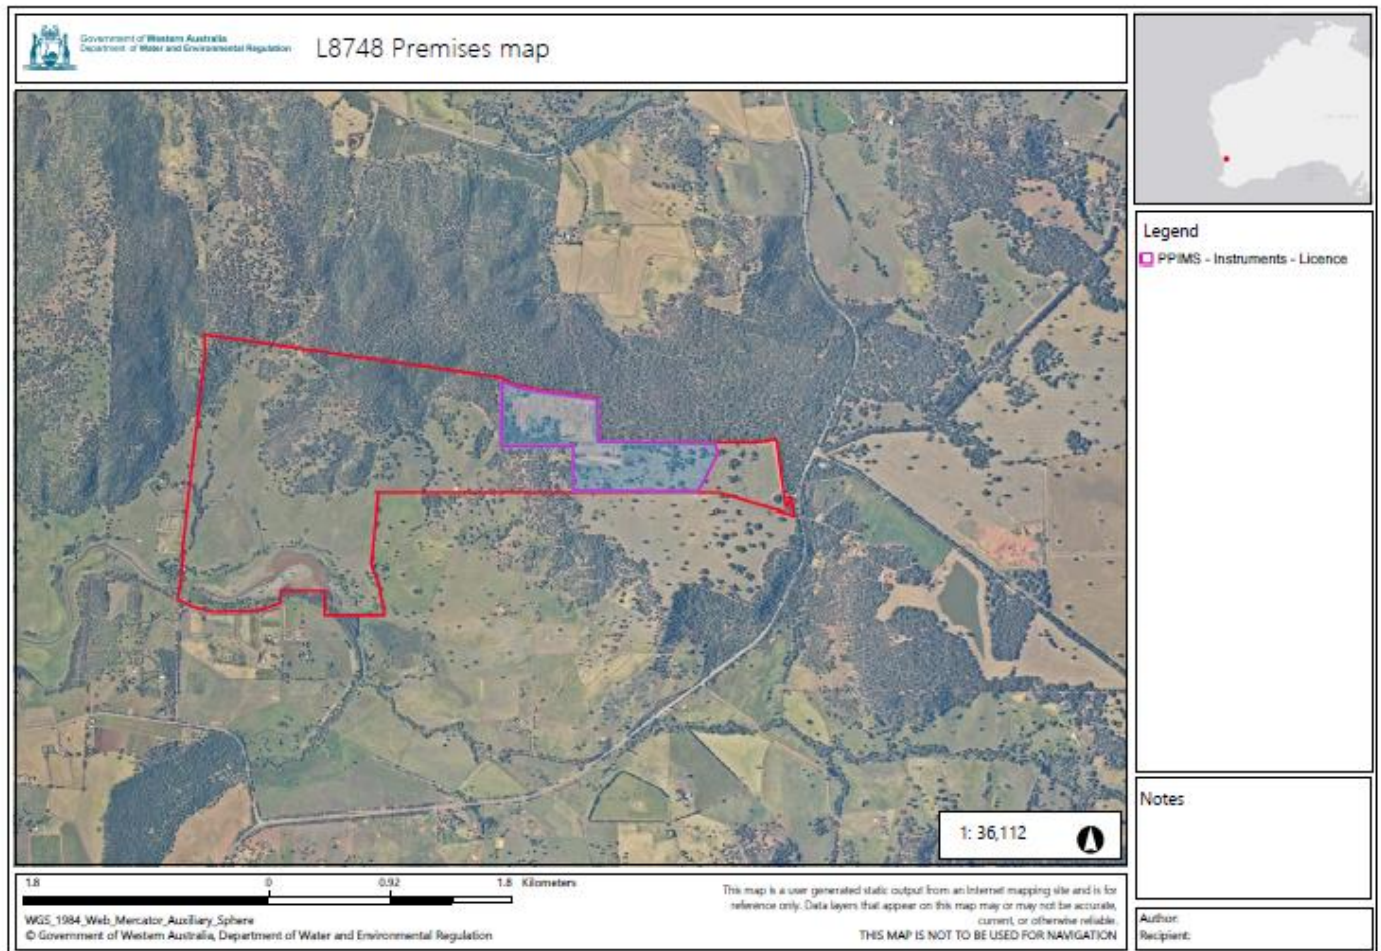 Government of Western Australia
Department of Water and Environmental Regulation
L8748 Premises map
Legend
PPIMS - Instruments - Licence
Notes
1: 36,112
1.8 0 0.92 1.8 Kilometers
WGS_1984_Web_Mercator_Auxiliary_Sphere
© Government of Western Australia, Department of Water and Environmental Regulation
This map is a user generated static output from an Internet mapping site and is for
reference only. Data layers that appear on this map may or may not be accurate,
current, or otherwise reliable.
THIS MAP IS NOT TO BE USED FOR NAVIGATION
Author:
Recipient: